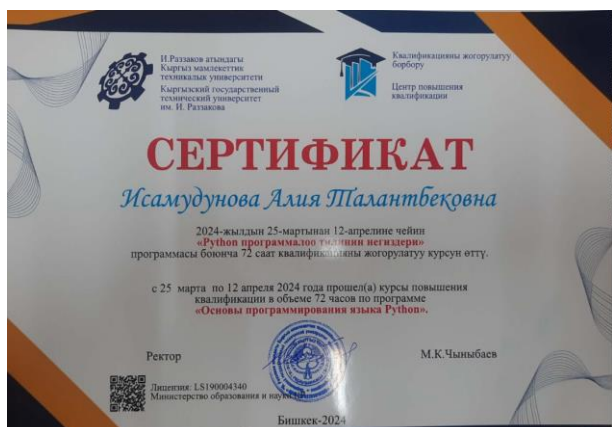 И.Раззаков атындагы
Кыргыз мамлекеттик
техникалык университети
Кыргызский государственный
технический университет
им. И. Раззакова
Квалификацияны жогорулатуу
борбору
Центр повышения
квалификации
СЕРТИФИКАТ
Исамудунова Алия Талантбековна
2024-жылдын 25-мартынан 12-апрелине чейин
«Python программалоо тилинин негиздери»
программасы боюнча 72 саат квалификацияны жогорулатуу курсун өттү.
с 25 марта по 12 апреля 2024 года прошел(а) курсы повышения
квалификации в объеме 72 часов по программе
«Основы программирования языка Python».
Ректор
М.К.Чыныбаев
Лицензия: LS190004340
Министерство образования и науки
Бишкек-2024